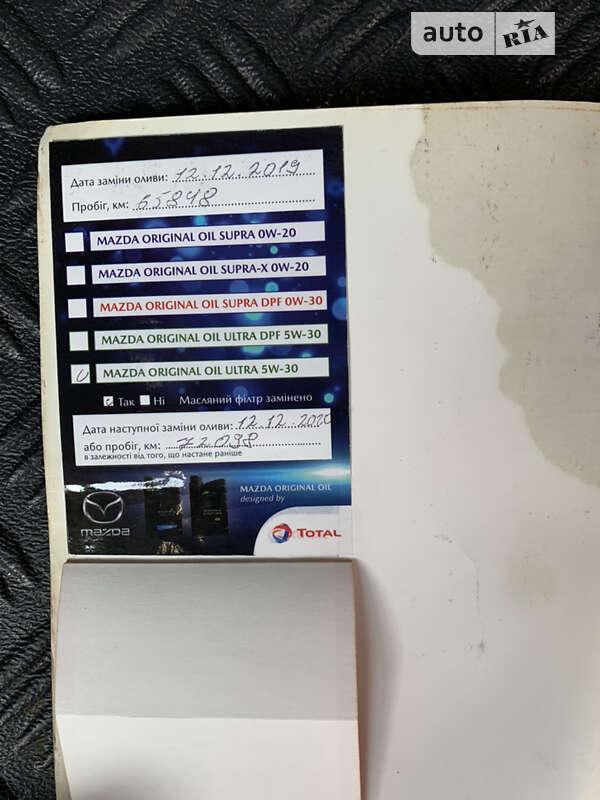 auto RIA
Дата заміни оливи: 12.12.2019
Пробіг, км: 65848
MAZDA ORIGINAL OIL SUPRA 0W-20
MAZDA ORIGINAL OIL SUPRA-X 0W-20
MAZDA ORIGINAL OIL SUPRA DPF 0W-30
MAZDA ORIGINAL OIL ULTRA DPF 5W-30
MAZDA ORIGINAL OIL ULTRA 5W-30
Так Ні Масляний фільтр замінено
Дата наступної заміни оливи: 12.12.2020
або пробіг, км: 72098
в залежності від того, що настане раніше
MAZDA ORIGINAL OIL
designed by
mazda
TOTAL